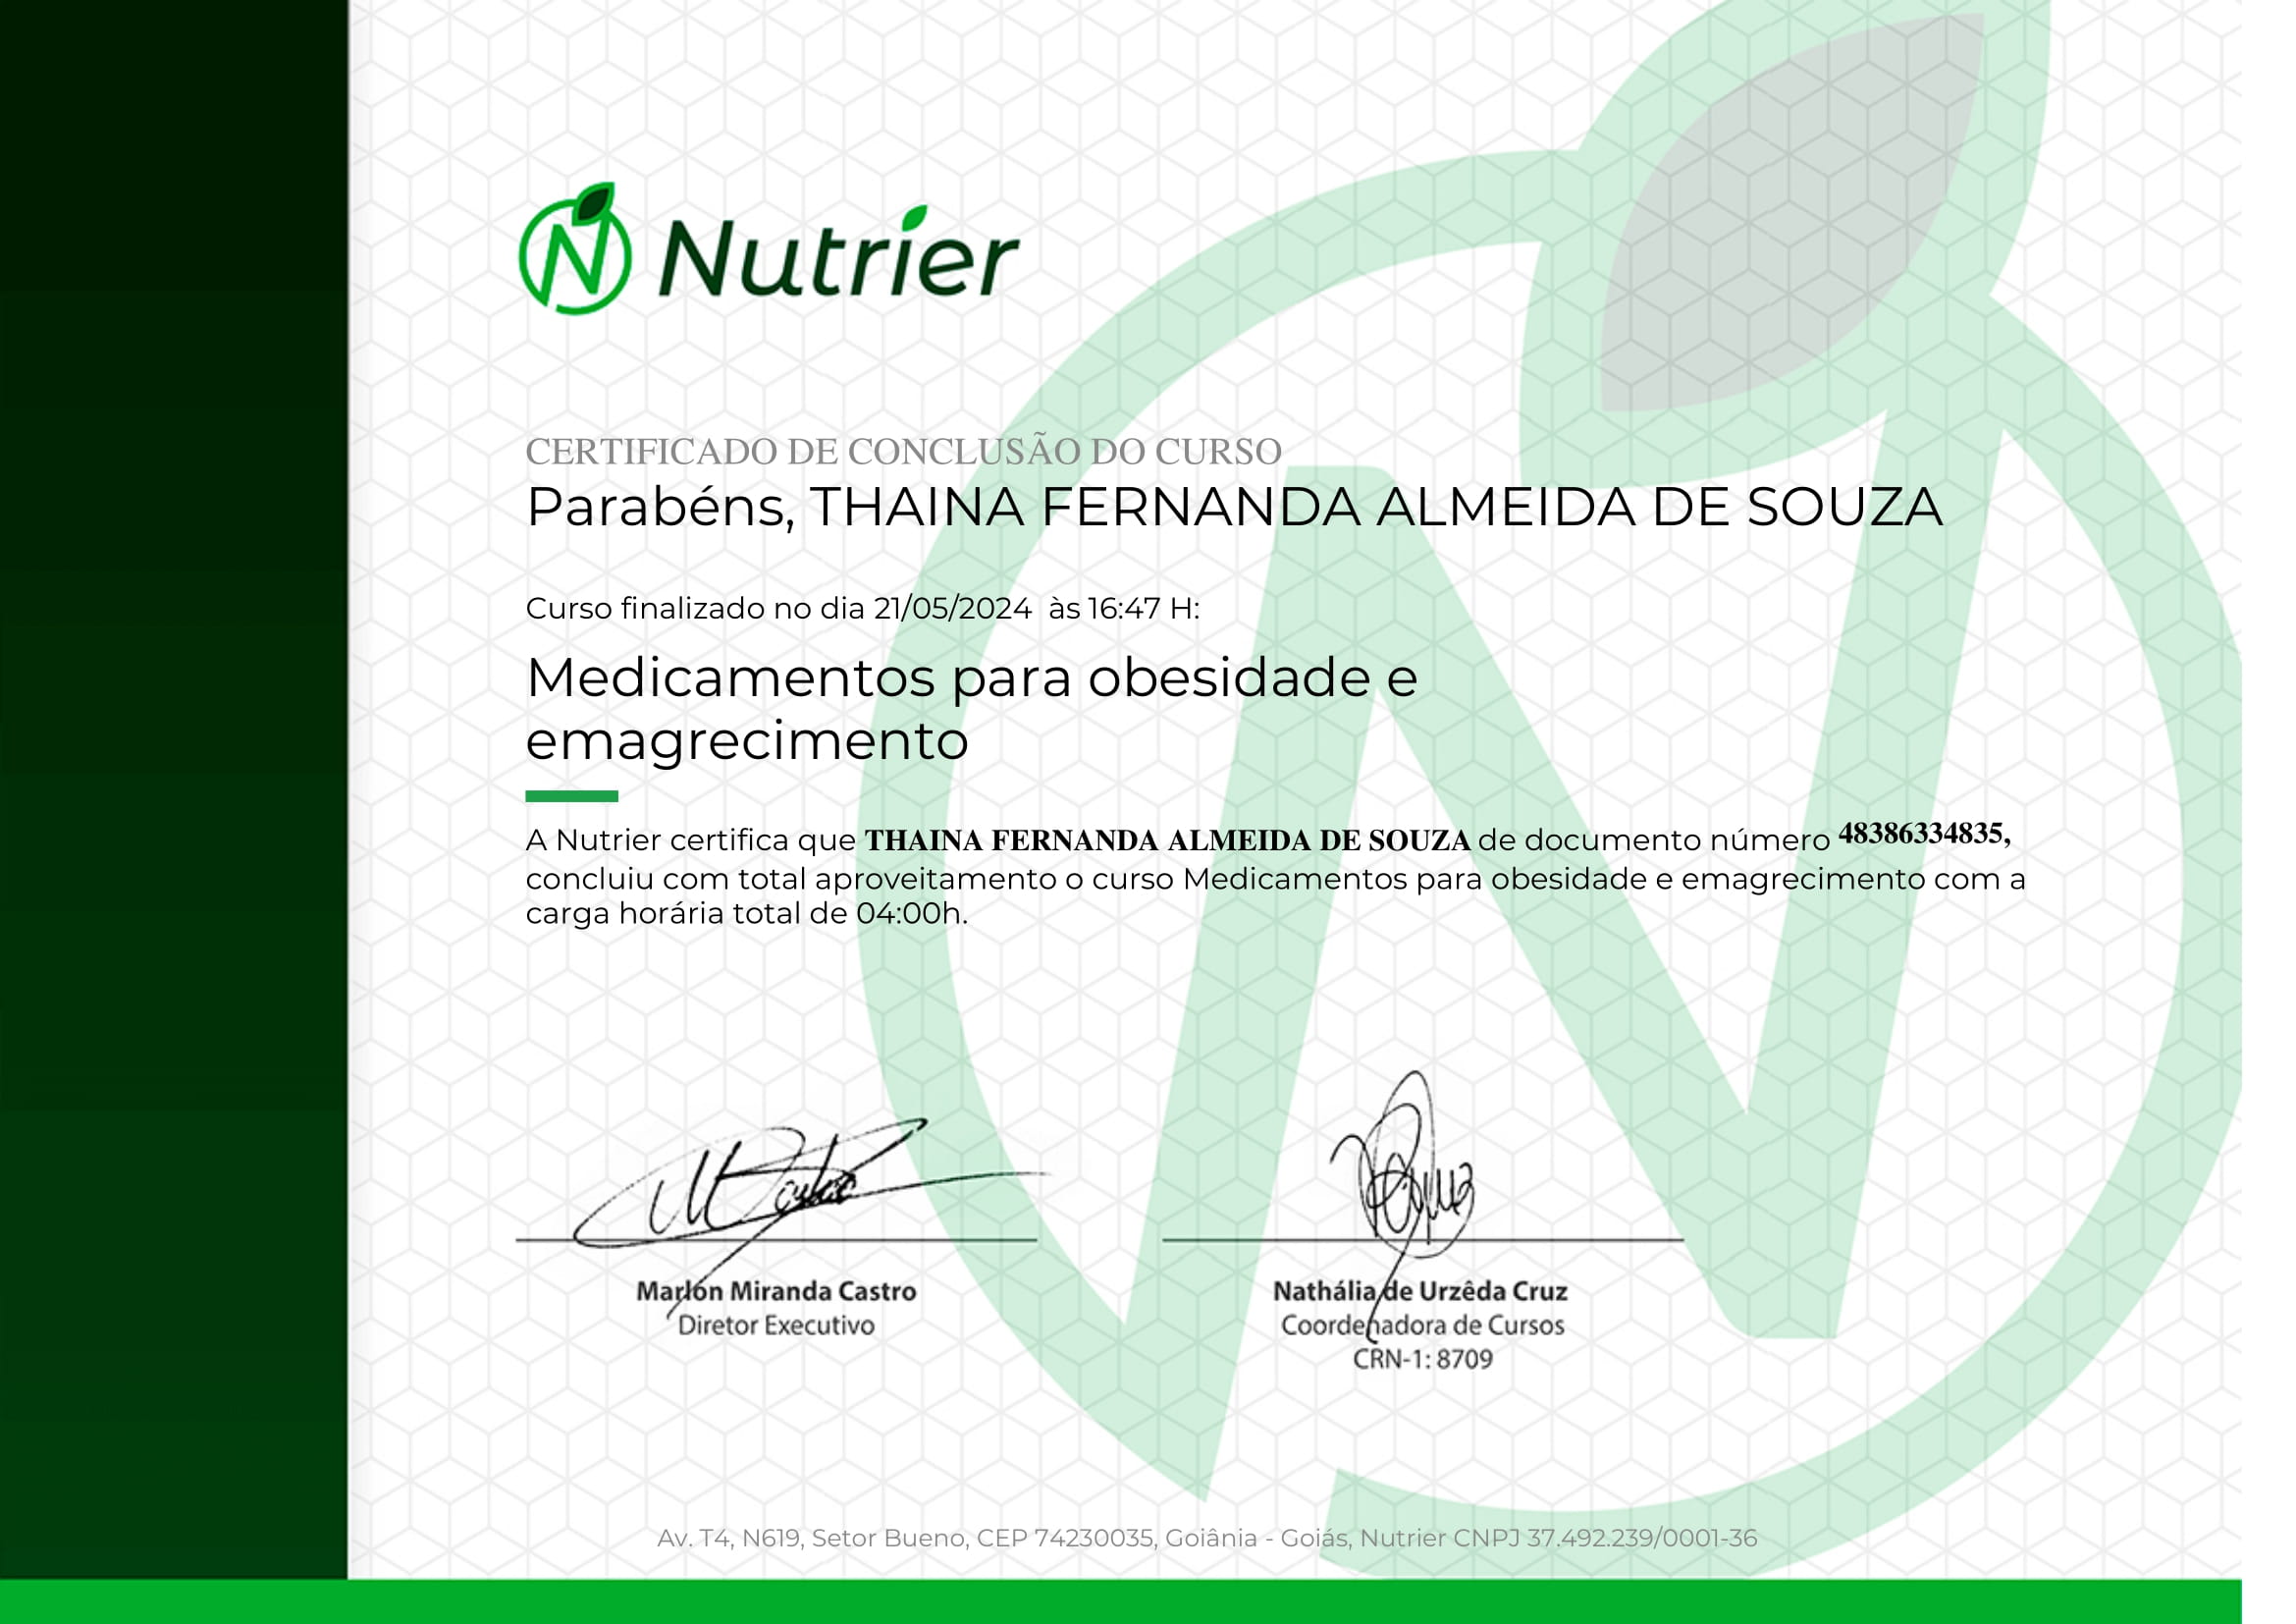 Nutrier
CERTIFICADO DE CONCLUSÃO DO CURSO
Parabéns, THAINA FERNANDA ALMEIDA DE SOUZA
Curso finalizado no dia 21/05/2024 às 16:47 H:
Medicamentos para obesidade e
emagrecimento
A Nutrier certifica que THAINA FERNANDA ALMEIDA DE SOUZA de documento número 48386334835,
concluiu com total aproveitamento o curso Medicamentos para obesidade e emagrecimento com a
carga horária total de 04:00h.
Marlon Miranda Castro
Diretor Executivo
Nathália de Urzêda Cruz
Coordenadora de Cursos
CRN-1: 8709
Av. T4, N619, Setor Bueno, CEP 74230035, Goiânia - Goiás, Nutrier CNPJ 37.492.239/0001-36